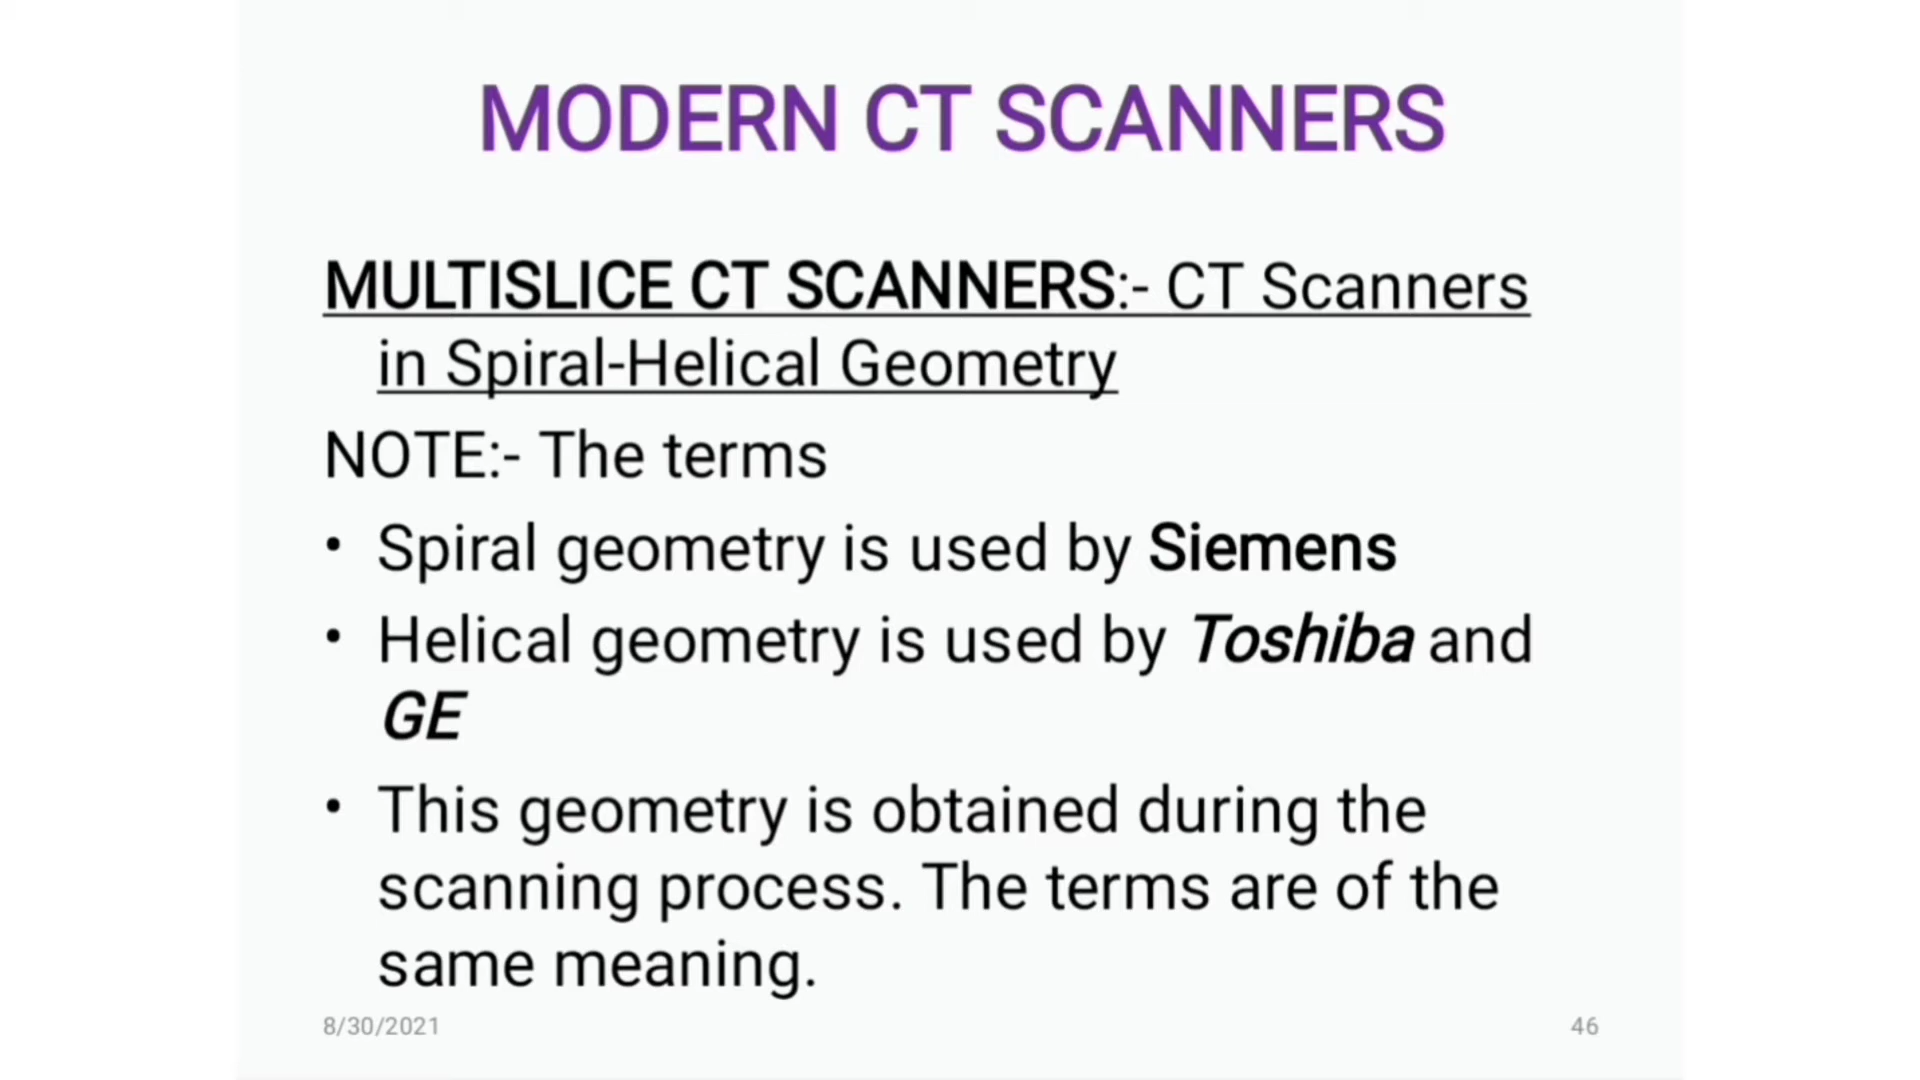 MODERN CT SCANNERS
MULTISLICE CT SCANNERS:- CT Scanners
in Spiral-Helical Geometry
NOTE:- The terms
• Spiral geometry is used by Siemens
• Helical geometry is used by Toshiba and
GE
• This geometry is obtained during the
scanning process. The terms are of the
same meaning.
8/30/2021
46